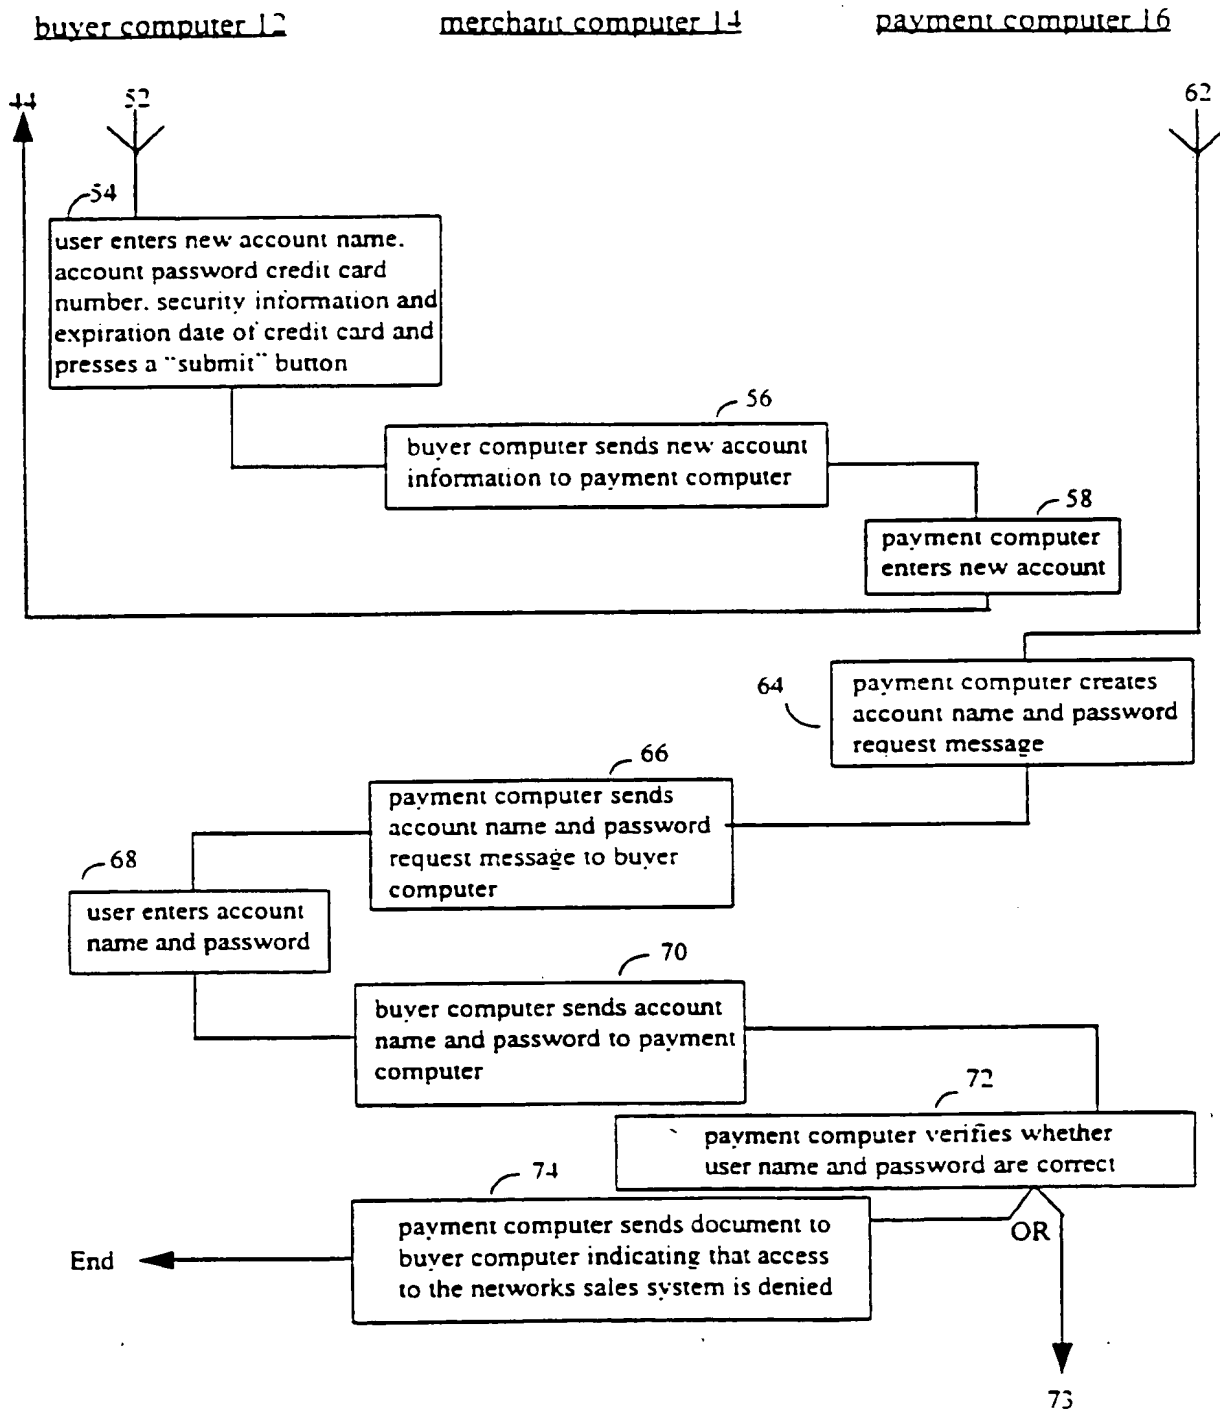 buyer computer 12
merchant computer 14
payment computer 16
44
52
62
54
user enters new account name.
account password credit card
number. security information and
expiration date of credit card and
presses a "submit" button
56
buyer computer sends new account
information to payment computer
58
payment computer
enters new account
64
payment computer creates
account name and password
request message
66
payment computer sends
account name and password
request message to buyer
computer
68
user enters account
name and password
70
buyer computer sends account
name and password to payment
computer
72
payment computer verifies whether
user name and password are correct
74
payment computer sends document to
buyer computer indicating that access
to the networks sales system is denied
OR
End
73